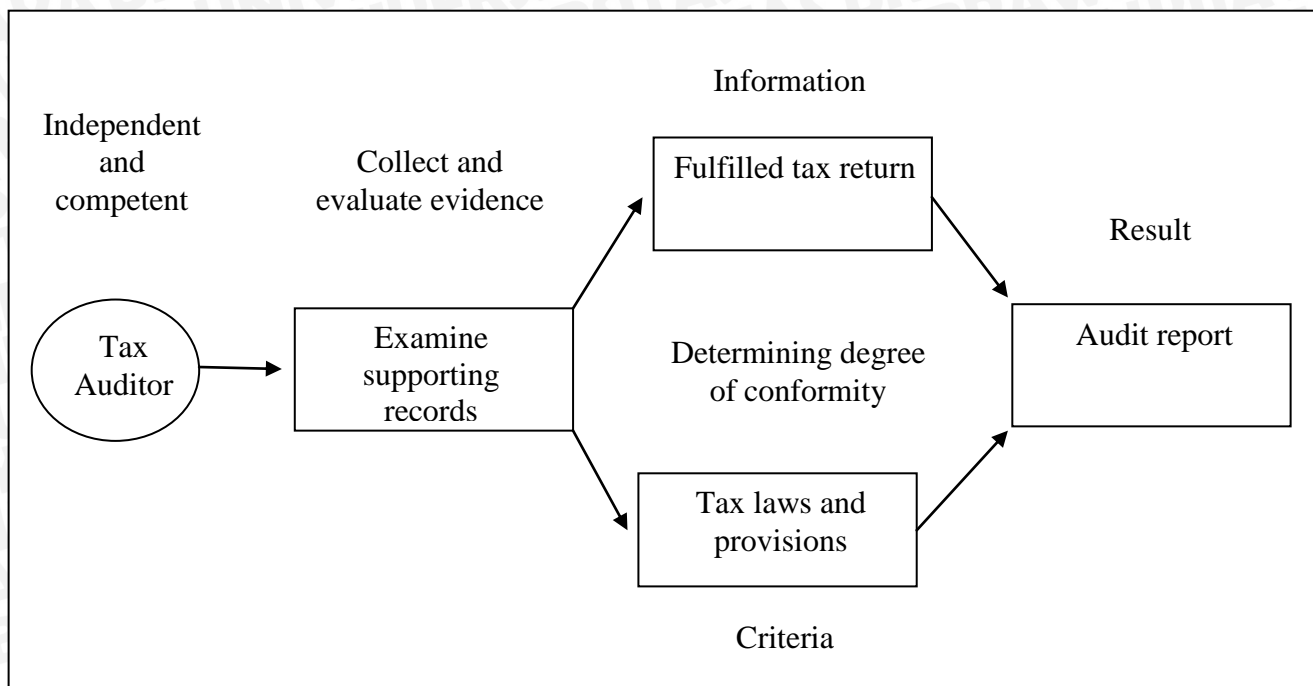 Information
Independent
and
competent
Collect and
evaluate evidence
Fulfilled tax return
Result
Tax
Auditor
Examine
supporting
records
Determining degree
of conformity
Audit report
Tax laws and
provisions
Criteria